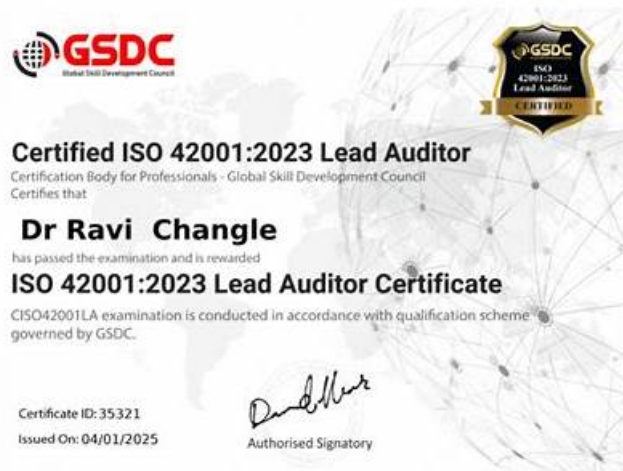 GSDC
Global Skill Development Council
GSDC
ISO
42001:2023
Lead Auditor
CERTIFIED
Certified ISO 42001:2023 Lead Auditor
Certification Body for Professionals - Global Skill Development Council
Certifies that
Dr Ravi Changle
has passed the examination and is rewarded
ISO 42001:2023 Lead Auditor Certificate
CISO42001LA examination is conducted in accordance with qualification scheme
governed by GSDC.
Certificate ID: 35321
Issued On: 04/01/2025
Authorised Signatory